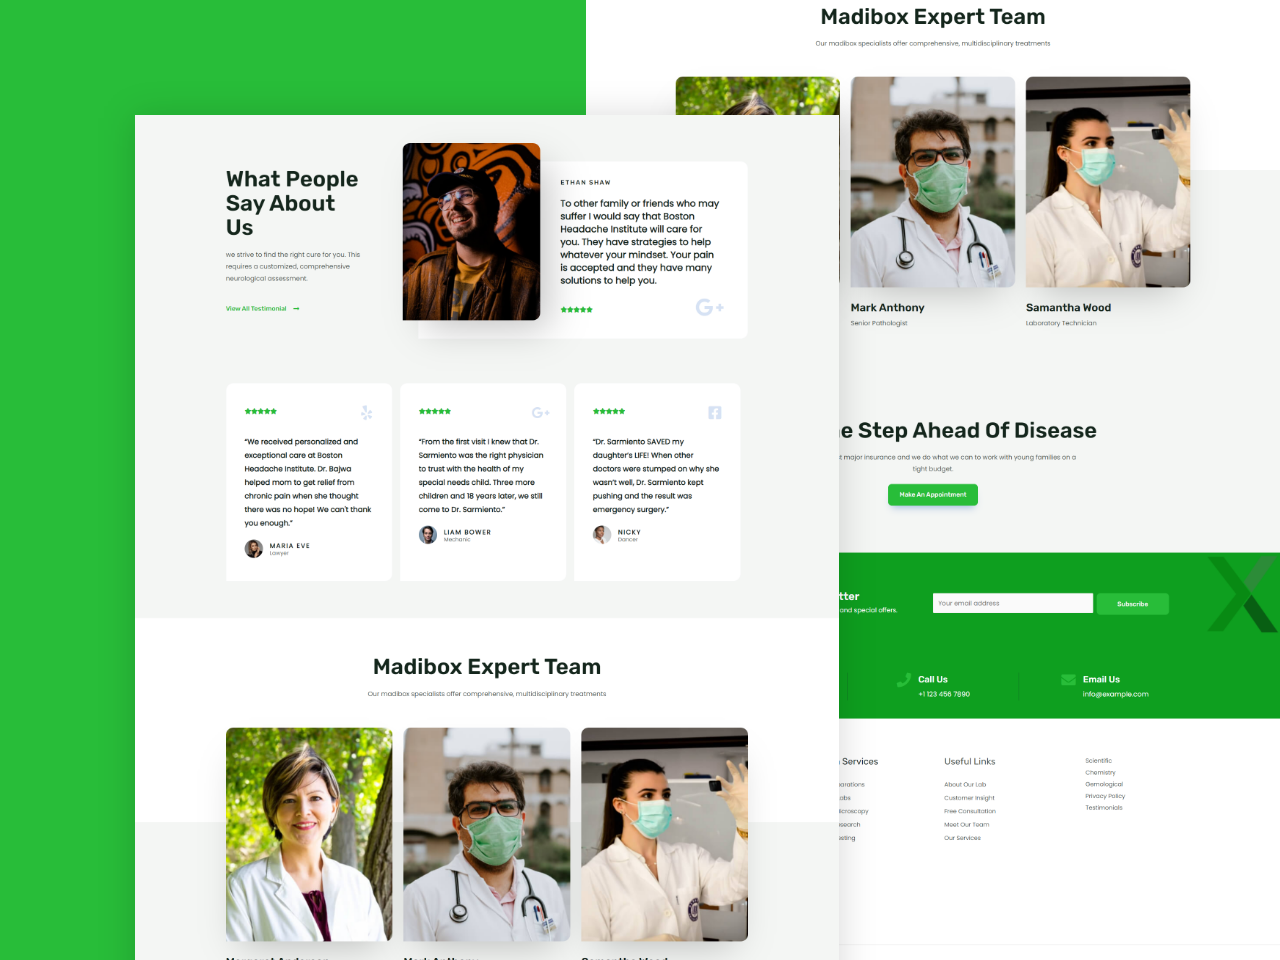 Madibox Expert Team
Our madibox specialists offer comprehensive, multidisciplinary treatments
Mark Anthony
Senior Pathologist
Samantha Wood
Laboratory Technician
Step Ahead Of Disease
major insurance and we do what we can to work with young families on a
tight budget.
Make An Appointment
and special offers.
Your email address
Subscribe
Call Us
+1 123 456 7890
Email Us
info@example.com
Services
Useful Links
About Our Lab
Customer Insight
Free Consultation
Meet Our Team
Our Services
Scientific
Chemistry
Gemological
Privacy Policy
Testimonials
What People
Say About
Us
we strive to find the right cure for you. This
requires a customized, comprehensive
neurological assessment.
View All Testimonial
ETHAN SHAW
To other family or friends who may
suffer I would say that Boston
Headache Institute will care for
you. They have strategies to help
whatever your mindset. Your pain
is accepted and they have many
solutions to help you.
G+
"We received personalized and
exceptional care at Boston
Headache Institute. Dr. Bajwa
helped mom to get relief from
chronic pain when she thought
there was no hope! We can't thank
you enough."
MARIA EVE
Lawyer
G+
"From the first visit I knew that Dr.
Sarmiento was the right physician
to trust with the health of my
special needs child. Three more
children and 18 years later, we still
come to Dr. Sarmiento."
LIAM BOWER
Mechanic
"Dr. Sarmiento SAVED my
daughter's LIFE! When other
doctors were stumped on why she
wasn't well, Dr. Sarmiento kept
pushing and the result was
emergency surgery."
NICKY
Dancer
Madibox Expert Team
Our madibox specialists offer comprehensive, multidisciplinary treatments